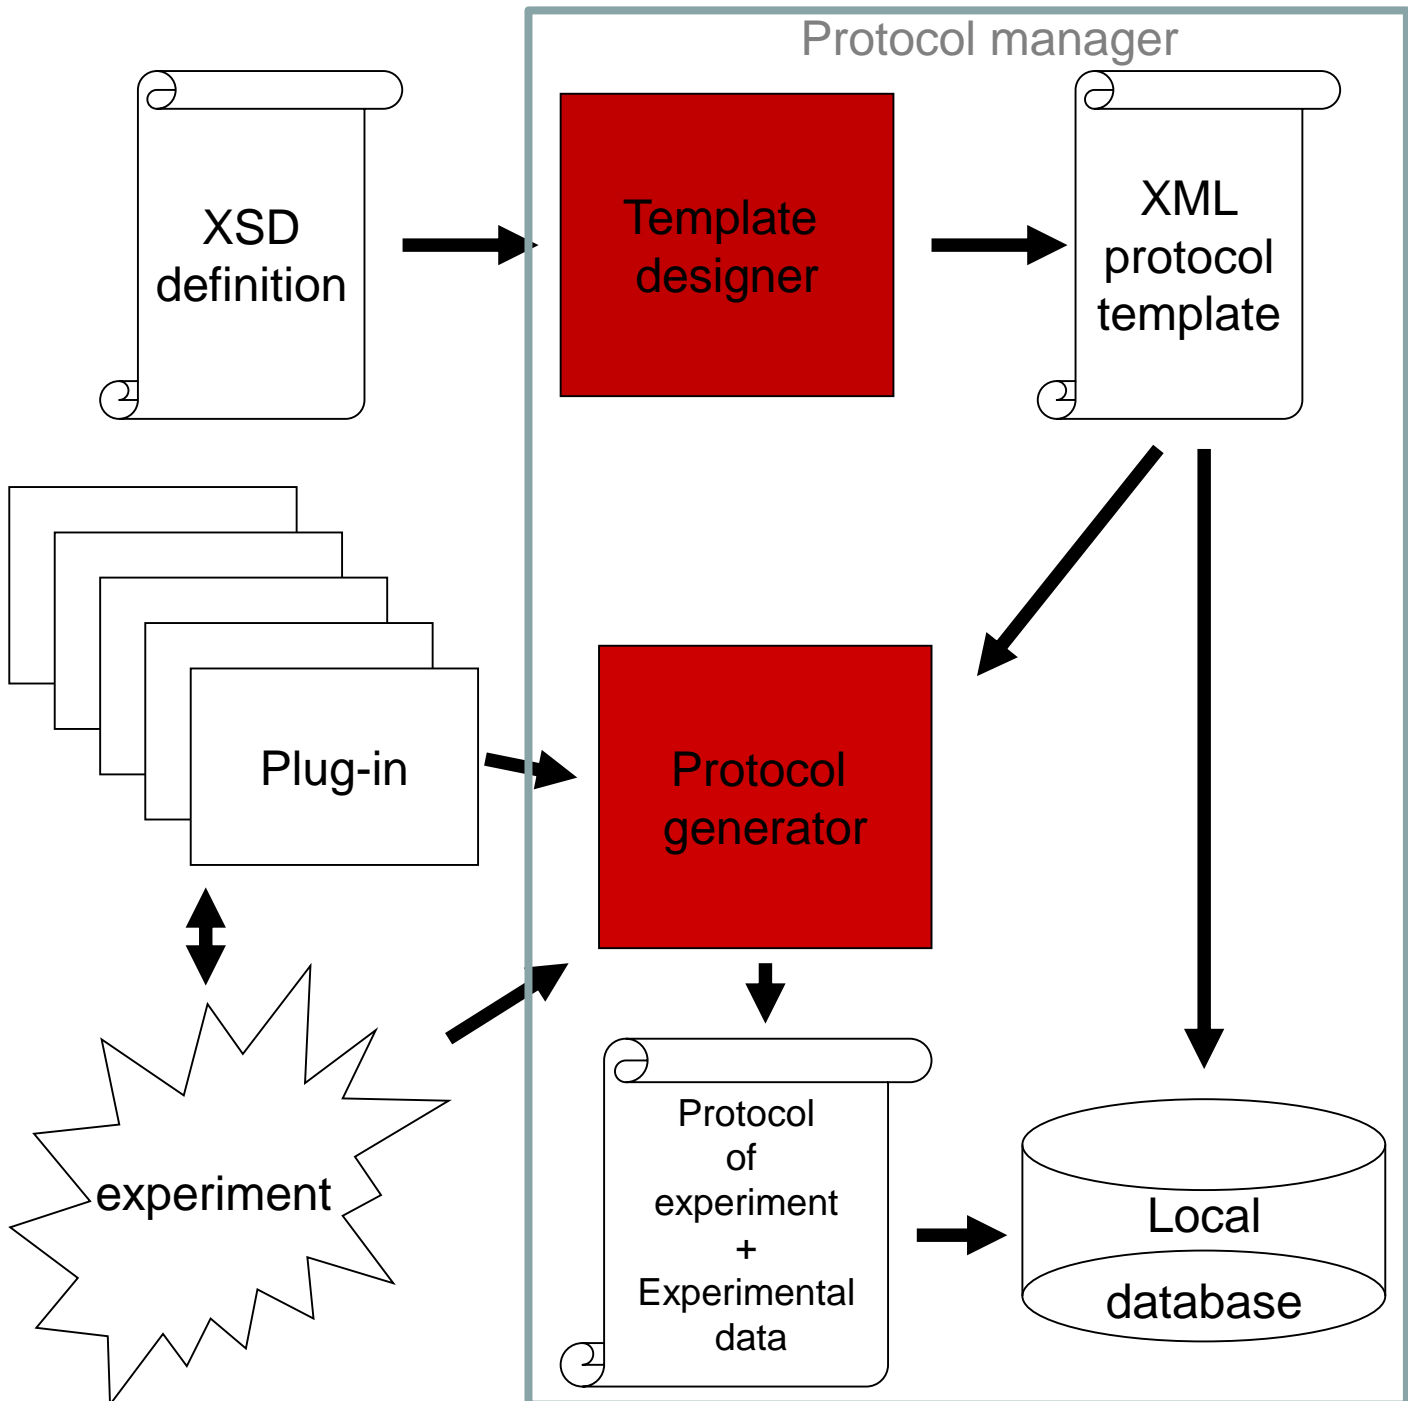 Protocol manager
XSD
definition
Template
designer
XML
protocol
template
Plug-in
Protocol
generator
experiment
Protocol
of
experiment
+
Experimental
data
Local
database